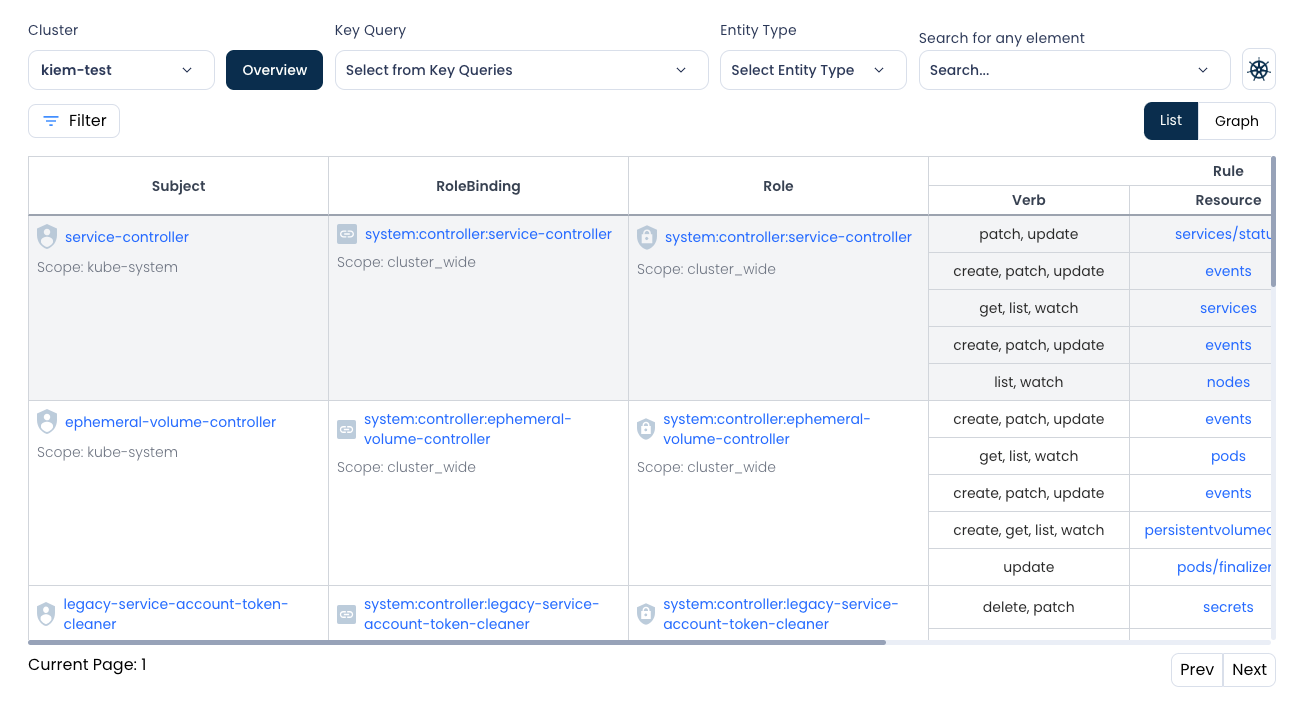 Cluster
Key Query
Entity Type
Search for any element
kiem-test
Overview
Select from Key Queries
Select Entity Type
Search...
Filter
List
Graph
Subject
RoleBinding
Role
Rule
Verb
Resource
service-controller
Scope: kube-system
system:controller:service-controller
Scope: cluster_wide
system:controller:service-controller
Scope: cluster_wide
patch, update
services/statu
create, patch, update
events
get, list, watch
services
create, patch, update
events
list, watch
nodes
ephemeral-volume-controller
Scope: kube-system
system:controller:ephemeral-
volume-controller
Scope: cluster_wide
system:controller:ephemeral-
volume-controller
Scope: cluster_wide
create, patch, update
events
get, list, watch
pods
create, patch, update
events
create, get, list, watch
persistentvolumec
update
pods/finalizer
legacy-service-account-token-
cleaner
system:controller:legacy-service-
account-token-cleaner
system:controller:legacy-service-
account-token-cleaner
delete, patch
secrets
Current Page: 1
Prev
Next